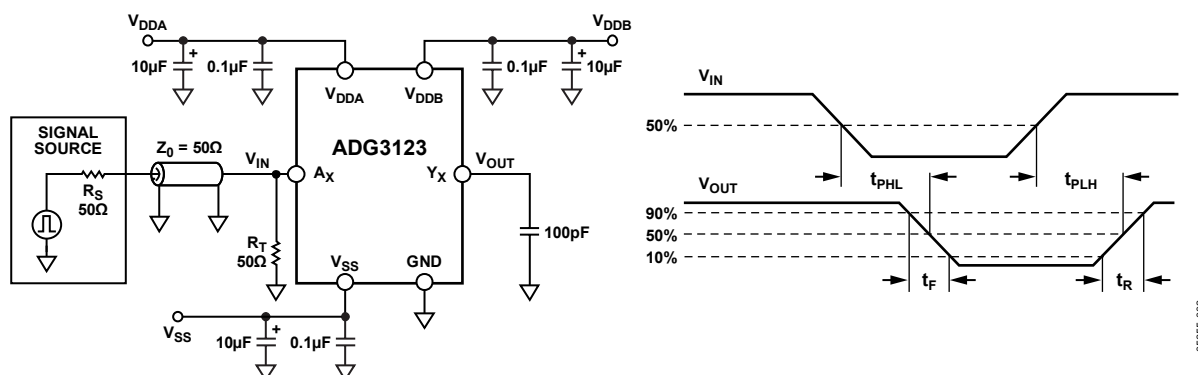 V_DDA
10µF
+
0.1µF
V_DDB
0.1µF
+
10µF
V_DDA
V_DDB
ADG3123
SIGNAL
SOURCE
R_S
50Ω
Z_0 = 50Ω
V_IN
A_X
Y_X
V_OUT
R_T
50Ω
100pF
V_SS
GND
V_SS
10µF
+
0.1µF
V_IN
50%
t_PHL
t_PLH
V_OUT
90%
50%
10%
t_F
t_R